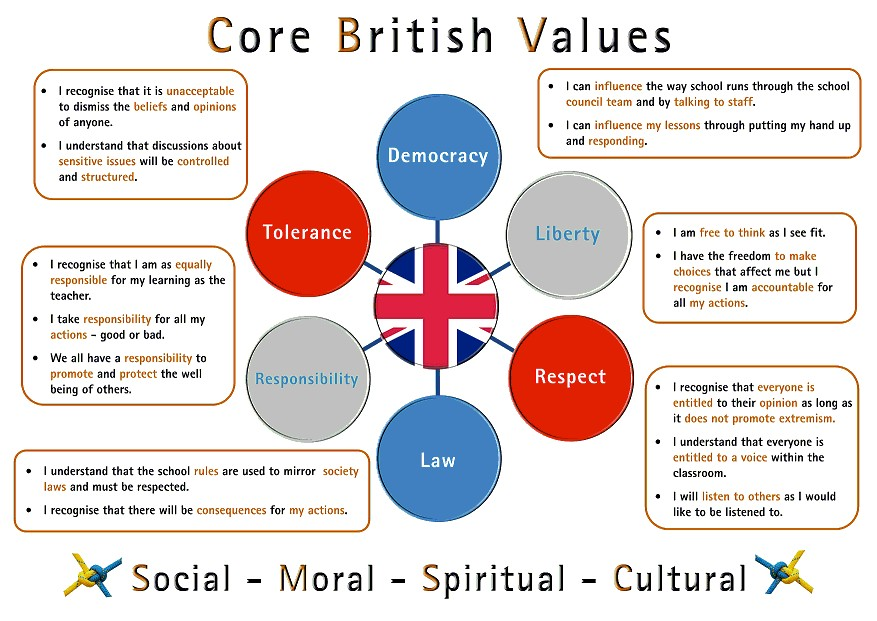 Core British Values
• I recognise that it is unacceptable
to dismiss the beliefs and opinions
of anyone.
• I understand that discussions about
sensitive issues will be controlled
and structured.
• I can influence the way school runs through the school
council team and by talking to staff.
• I can influence my lessons through putting my hand up
and responding.
Democracy
Tolerance
Liberty
• I am free to think as I see fit.
• I have the freedom to make
choices that affect me but I
recognise I am accountable for
all my actions.
• I recognise that I am as equally
responsible for my learning as the
teacher.
• I take responsibility for all my
actions – good or bad.
• We all have a responsibility to
promote and protect the well
being of others.
Responsibility
Respect
• I recognise that everyone is
entitled to their opinion as long as
it does not promote extremism.
• I understand that everyone is
entitled to a voice within the
classroom.
• I will listen to others as I would
like to be listened to.
Law
• I understand that the school rules are used to mirror society
laws and must be respected.
• I recognise that there will be consequences for my actions.
Social – Moral – Spiritual – Cultural